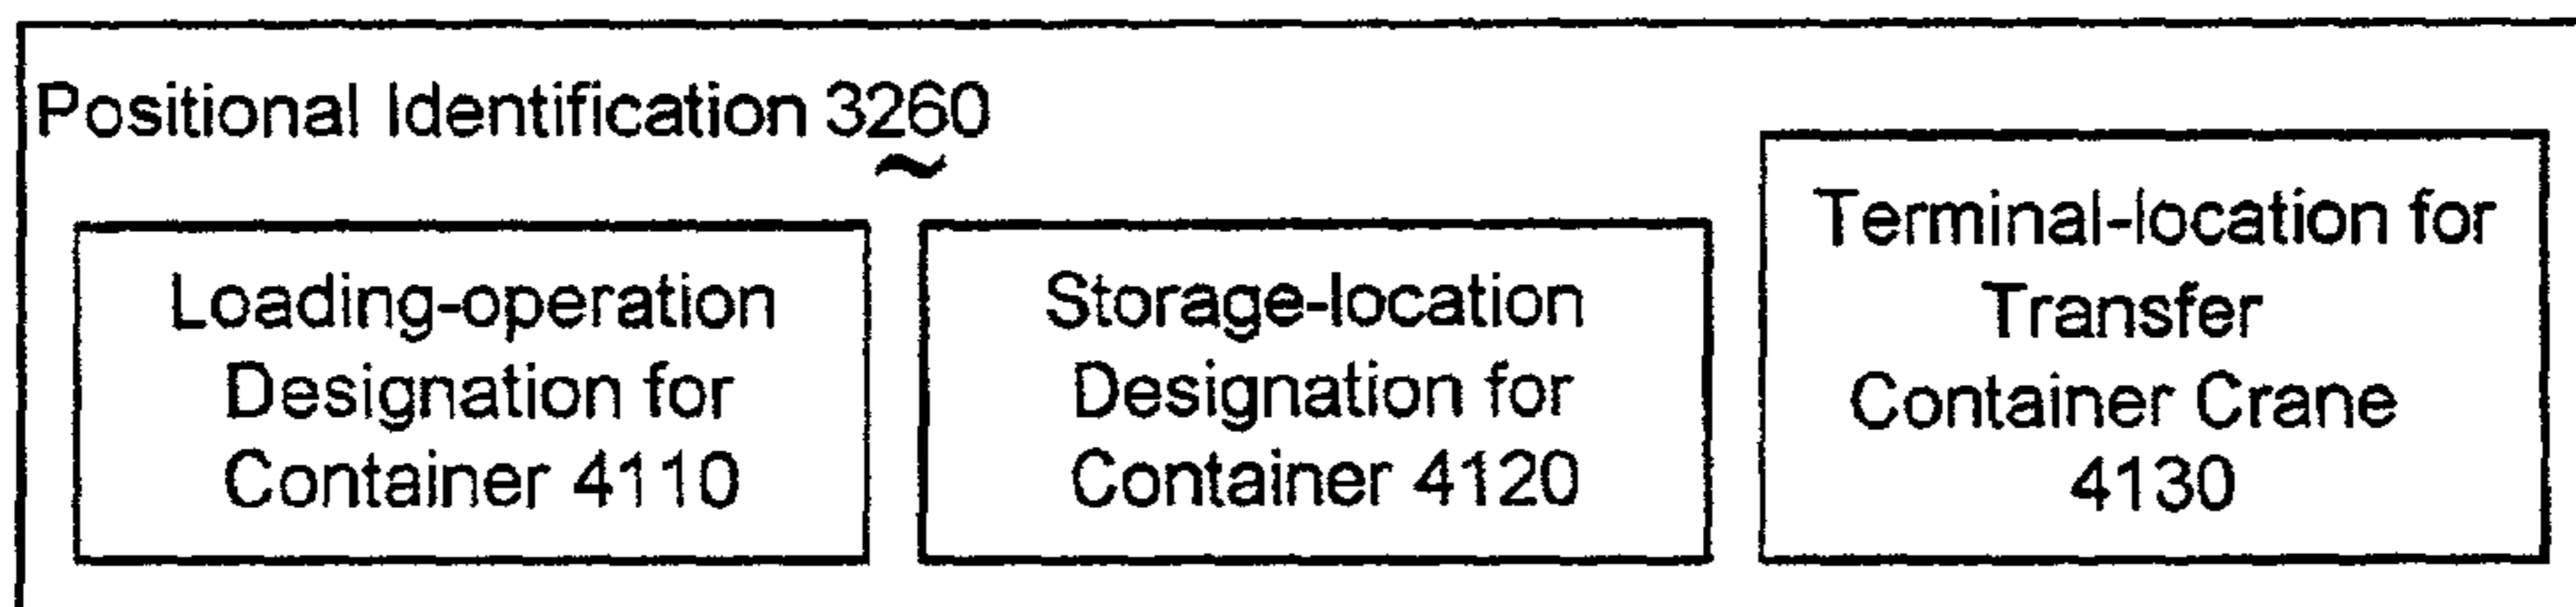 Positional Identification 3260
Loading-operation
Designation for
Container 4110
Storage-location
Designation for
Container 4120
Terminal-location for
Transfer
Container Crane
4130